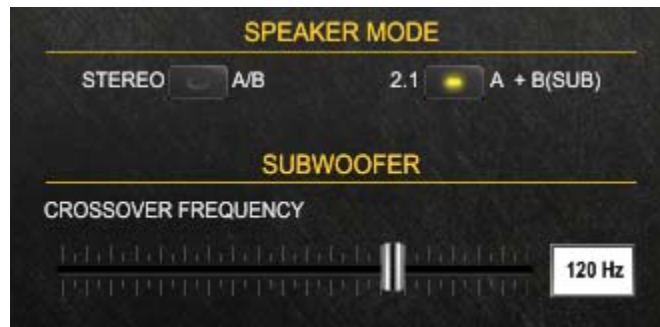 SPEAKER MODE
STEREO A/B 2.1 A + B(SUB)
SUBWOOFER
CROSSOVER FREQUENCY
120 Hz